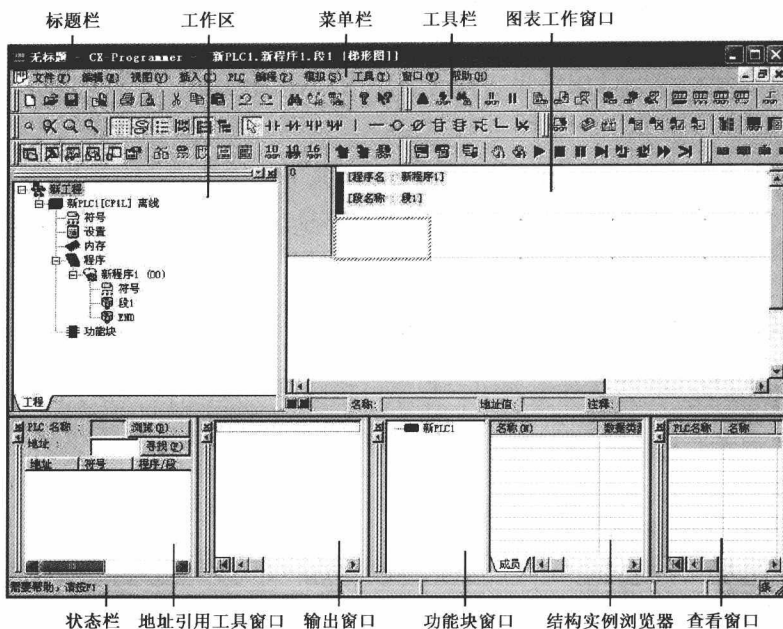 标题栏 工作区 菜单栏 工具栏 图表工作窗口
无标题 - CX-Programmer - 新PLC1.新程序1.段1 [梯形图]]
文件(F) 编辑(E) 视图(V) 插入(I) PLC 编程(P) 模拟(S) 工具(T) 窗口(W) 帮助(H)
10 10 16
新工程
新PLC1[CP1L] 离线
符号
设置
内存
程序
新程序1 (00)
符号
段1
END
功能块
工程
0
[程序名 : 新程序1]
[段名称 : 段1]
名称: 地址值: 注释:
PLC 名称 : 浏览(B)...
地址 : 寻找(F)
地址 符号 程序/段
新PLC1
名称(N) 数据类
成员
PLC名称 名称
需要帮助,请按F1
条
状态栏 地址引用工具窗口 输出窗口 功能块窗口 结构实例浏览器 查看窗口